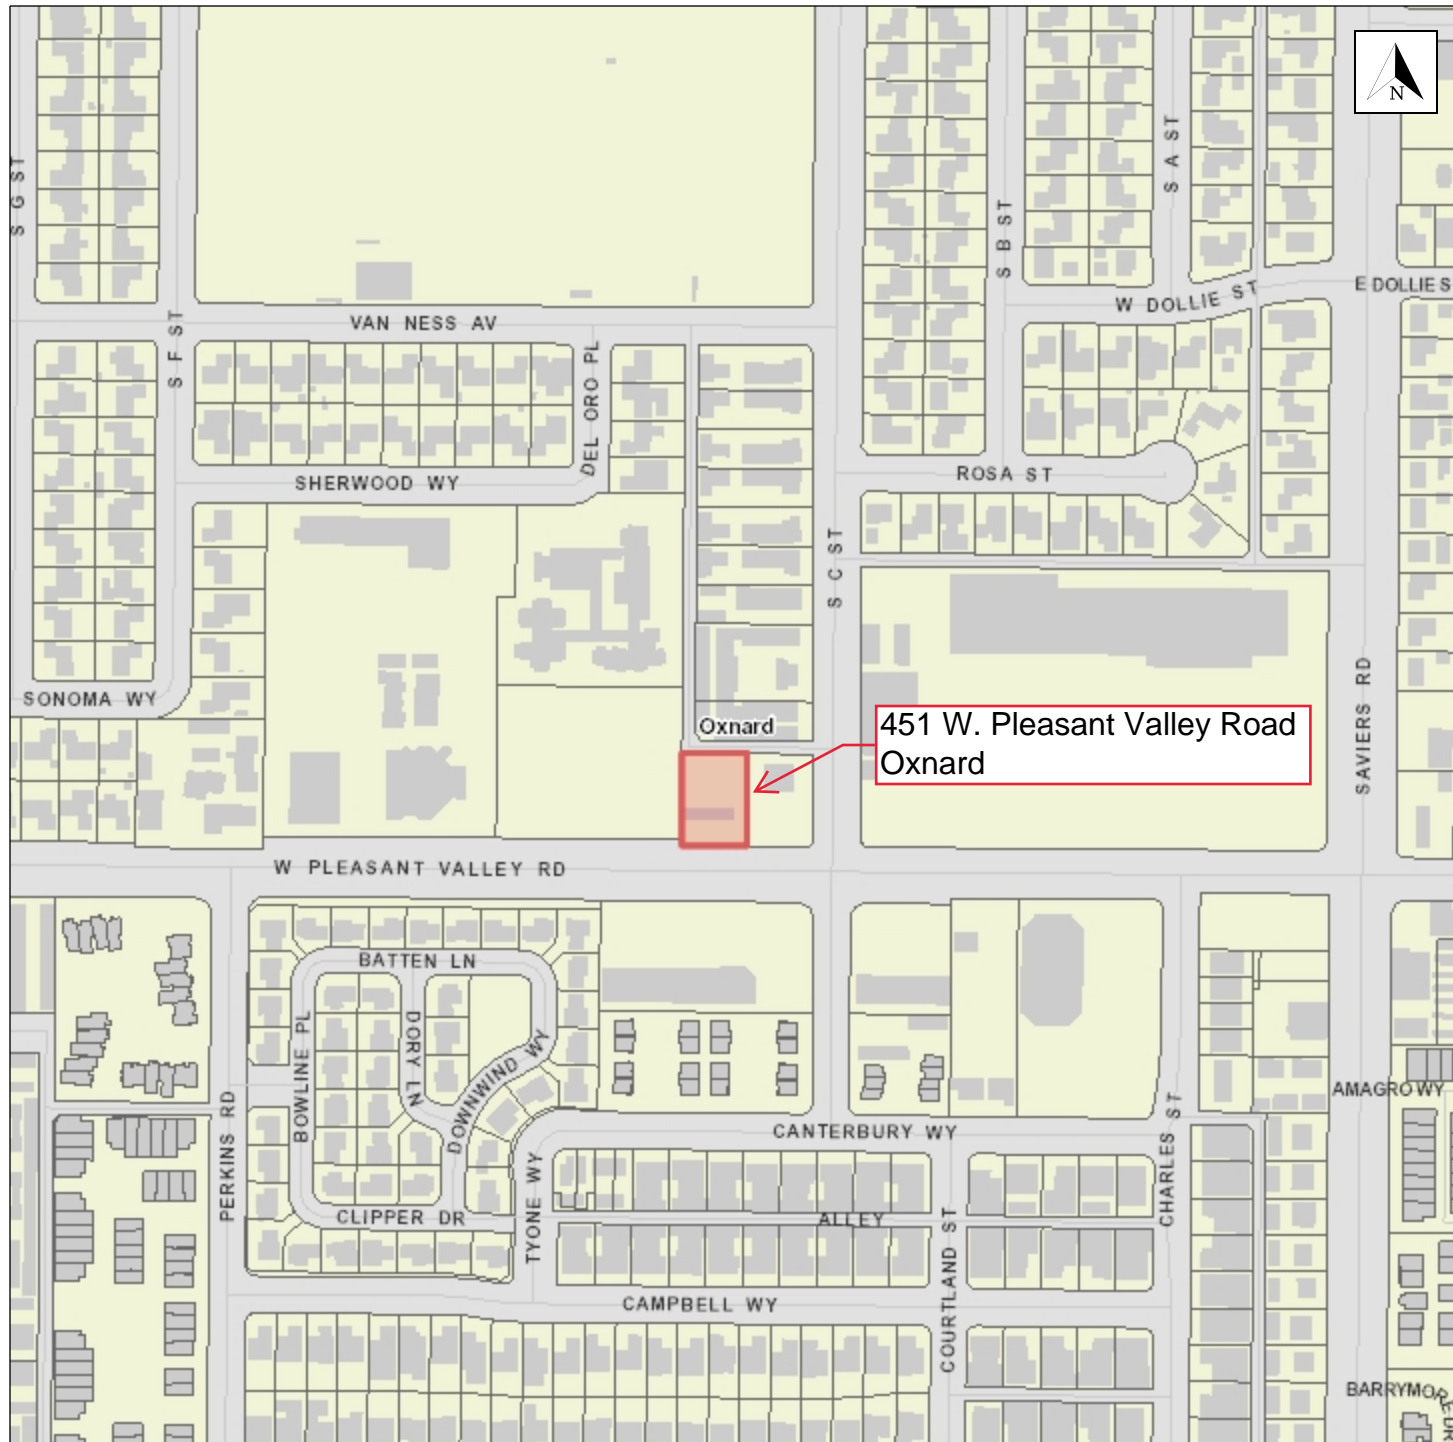 N
S G ST
S A ST
S B ST
W DOLLIE ST
E DOLLIE S
VAN NESS AV
S F ST
DEL ORO PL
SHERWOOD WY
ROSA ST
S C ST
SONOMA WY
SAVIERS RD
Oxnard
451 W. Pleasant Valley Road
Oxnard
W PLEASANT VALLEY RD
BATTEN LN
BOWLINE PL
DORY LN
DOWNWIND WY
PERKINS RD
AMAGRO WY
CANTERBURY WY
CHARLES ST
TYONE WY
CLIPPER DR
ALLEY
COURTLAND ST
CAMPBELL WY
BARRYMORE DR